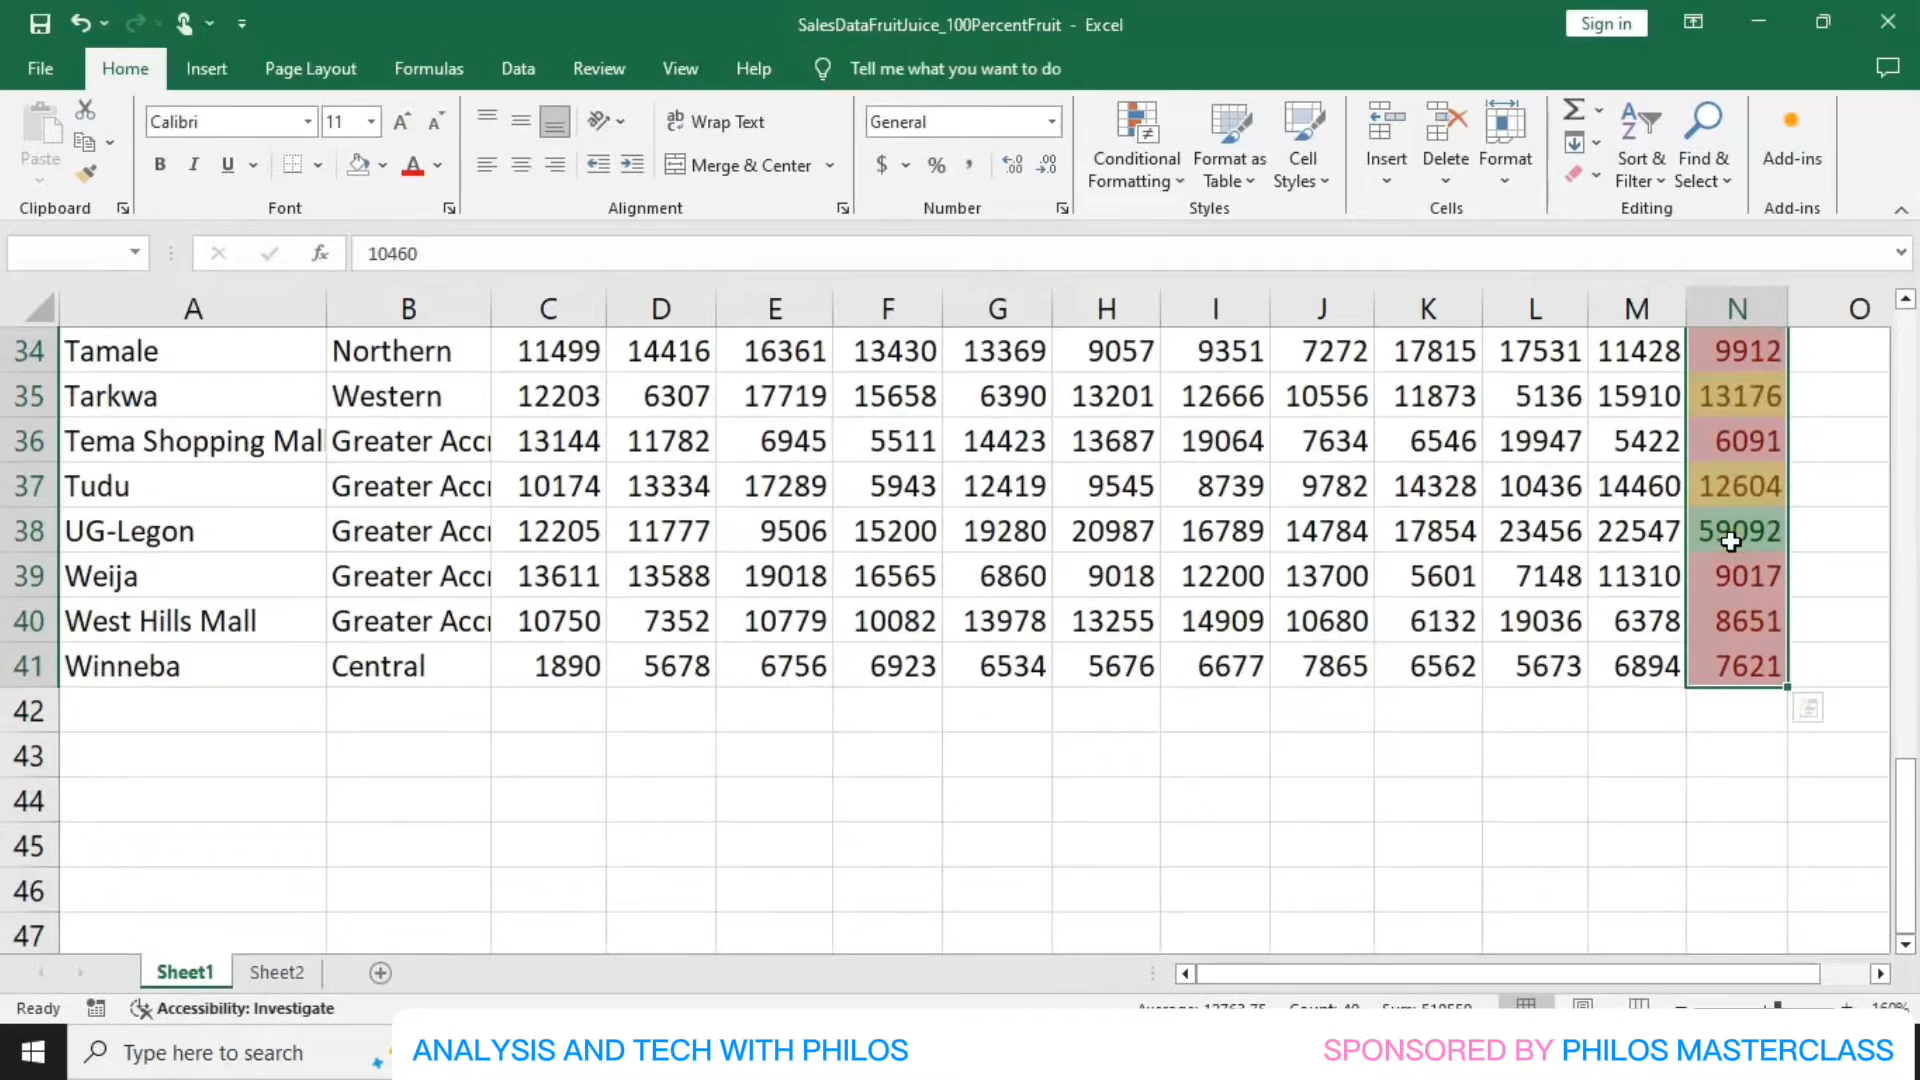 SalesDataFruitJuice_100PercentFruit - Excel
Sign in
File Home Insert Page Layout Formulas Data Review View Help Tell me what you want to do
Paste
Calibri 11
Wrap Text
General
B I U
Merge & Center
$ % ,
Conditional Formatting
Format as Table
Cell Styles
Insert Delete Format
Sort & Filter
Find & Select
Add-ins
Clipboard Font Alignment Number Styles Cells Editing Add-ins
fx 10460
A B C D E F G H I J K L M N O
34 Tamale Northern 11499 14416 16361 13430 13369 9057 9351 7272 17815 17531 11428 9912
35 Tarkwa Western 12203 6307 17719 15658 6390 13201 12666 10556 11873 5136 15910 13176
36 Tema Shopping Mal Greater Acc 13144 11782 6945 5511 14423 13687 19064 7634 6546 19947 5422 6091
37 Tudu Greater Acc 10174 13334 17289 5943 12419 9545 8739 9782 14328 10436 14460 12604
38 UG-Legon Greater Acc 12205 11777 9506 15200 19280 20987 16789 14784 17854 23456 22547 59092
39 Weija Greater Acc 13611 13588 19018 16565 6860 9018 12200 13700 5601 7148 11310 9017
40 West Hills Mall Greater Acc 10750 7352 10779 10082 13978 13255 14909 10680 6132 19036 6378 8651
41 Winneba Central 1890 5678 6756 6923 6534 5676 6677 7865 6562 5673 6894 7621
42
43
44
45
46
47
Sheet1 Sheet2
Ready Accessibility: Investigate
Type here to search
ANALYSIS AND TECH WITH PHILOS
SPONSORED BY PHILOS MASTERCLASS